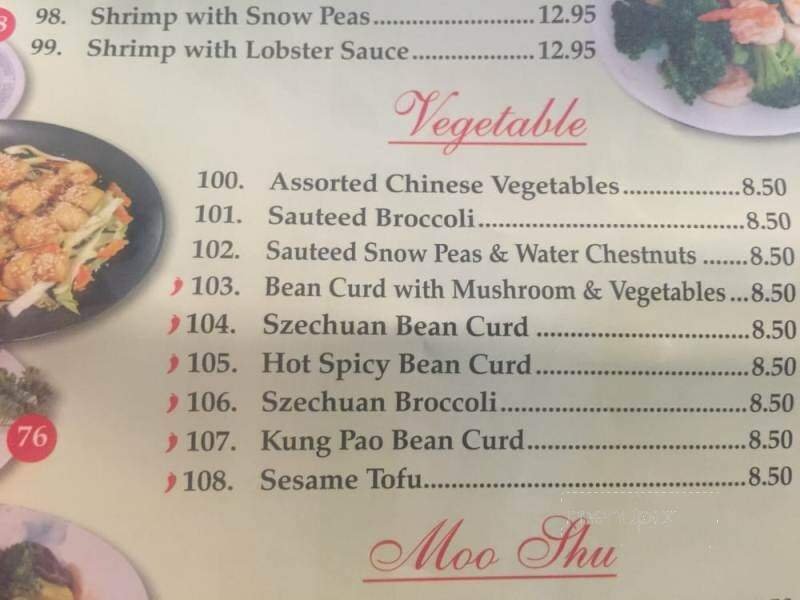 98. Shrimp with Snow Peas....................12.95
99. Shrimp with Lobster Sauce..................12.95
Vegetable
100. Assorted Chinese Vegetables..................8.50
101. Sauteed Broccoli........................................8.50
102. Sauteed Snow Peas & Water Chestnuts .......8.50
103. Bean Curd with Mushroom & Vegetables...8.50
104. Szechuan Bean Curd ................................8.50
105. Hot Spicy Bean Curd................................8.50
106. Szechuan Broccoli.....................................8.50
107. Kung Pao Bean Curd.................................8.50
108. Sesame Tofu................................................8.50
76
menupix
Moo Shu